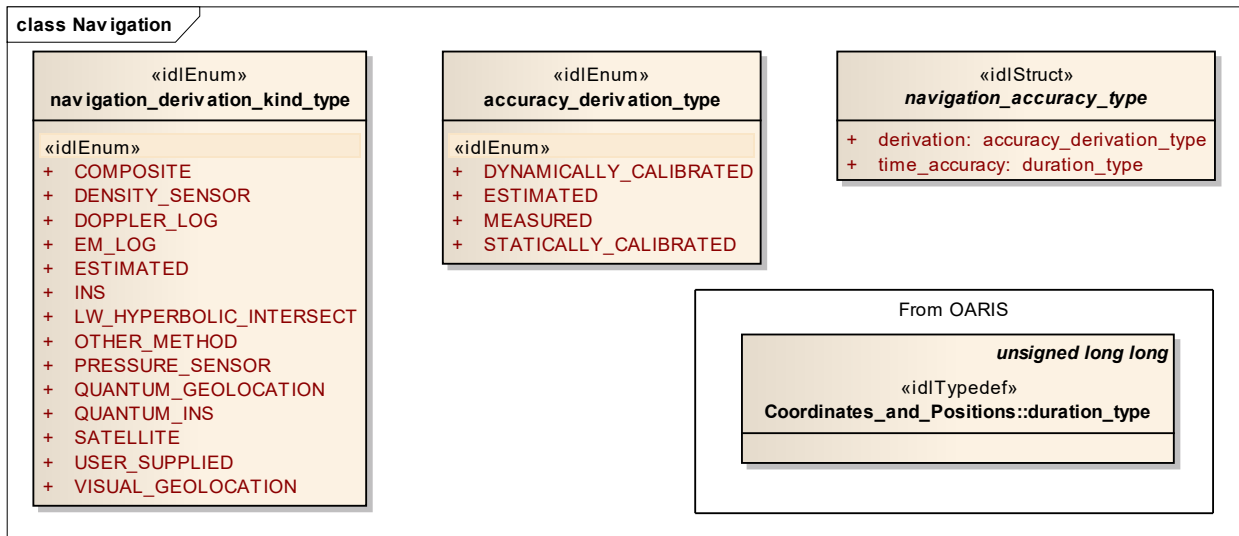 class Navigation
«idlEnum»
navigation_derivation_kind_type
«idlEnum»
+ COMPOSITE
+ DENSITY_SENSOR
+ DOPPLER_LOG
+ EM_LOG
+ ESTIMATED
+ INS
+ LW_HYPERBOLIC_INTERSECT
+ OTHER_METHOD
+ PRESSURE_SENSOR
+ QUANTUM_GEOLOCATION
+ QUANTUM_INS
+ SATELLITE
+ USER_SUPPLIED
+ VISUAL_GEOLOCATION
«idlEnum»
accuracy_derivation_type
«idlEnum»
+ DYNAMICALLY_CALIBRATED
+ ESTIMATED
+ MEASURED
+ STATICALLY_CALIBRATED
«idlStruct»
navigation_accuracy_type
+ derivation: accuracy_derivation_type
+ time_accuracy: duration_type
From OARIS
unsigned long long
«idlTypedef»
Coordinates_and_Positions::duration_type